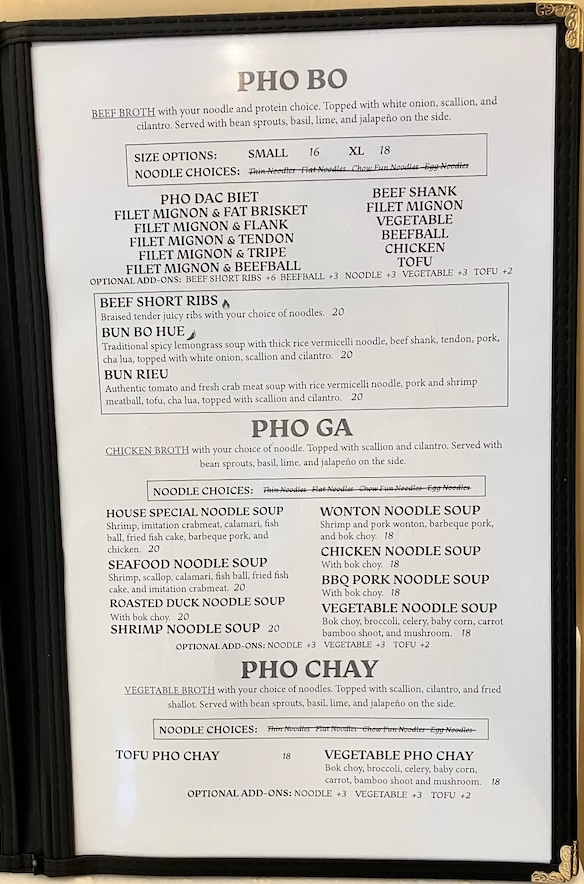 PHO BO
BEEF BROTH with your noodle and protein choice. Topped with white onion, scallion, and
cilantro. Served with bean sprouts, basil, lime, and jalapeño on the side.
SIZE OPTIONS: SMALL 16 XL 18
NOODLE CHOICES: Thin Noodles Flat Noodles Chow Fun Noodles Egg Noodles
PHO DAC BIET
FILET MIGNON & FAT BRISKET
FILET MIGNON & FLANK
FILET MIGNON & TENDON
FILET MIGNON & TRIPE
FILET MIGNON & BEEFBALL
BEEF SHANK
FILET MIGNON
VEGETABLE
BEEFBALL
CHICKEN
TOFU
OPTIONAL ADD-ONS: BEEF SHORT RIBS +6 BEEFBALL +3 NOODLE +3 VEGETABLE +3 TOFU +2
BEEF SHORT RIBS
Braised tender juicy ribs with your choice of noodles. 20
BUN BO HUE
Traditional spicy lemongrass soup with thick rice vermicelli noodle, beef shank, tendon, pork,
cha lua, topped with white onion, scallion and cilantro. 20
BUN RIEU
Authentic tomato and fresh crab meat soup with rice vermicelli noodle, pork and shrimp
meatball, tofu, cha lua, topped with scallion and cilantro. 20
PHO GA
CHICKEN BROTH with your choice of noodle. Topped with scallion and cilantro. Served with
bean sprouts, basil, lime, and jalapeño on the side.
NOODLE CHOICES: Thin Noodles Flat Noodles Chow Fun Noodles Egg Noodles
HOUSE SPECIAL NOODLE SOUP
Shrimp, imitation crabmeat, calamari, fish
ball, fried fish cake, barbeque pork, and
chicken. 20
SEAFOOD NOODLE SOUP
Shrimp, scallop, calamari, fish ball, fried fish
cake, and imitation crabmeat. 20
ROASTED DUCK NOODLE SOUP
With bok choy. 20
SHRIMP NOODLE SOUP 20
WONTON NOODLE SOUP
Shrimp and pork wonton, barbeque pork,
and bok choy. 18
CHICKEN NOODLE SOUP
With bok choy. 18
BBQ PORK NOODLE SOUP
With bok choy. 18
VEGETABLE NOODLE SOUP
Bok choy, broccoli, celery, baby corn, carrot
bamboo shoot, and mushroom. 18
OPTIONAL ADD-ONS: NOODLE +3 VEGETABLE +3 TOFU +2
PHO CHAY
VEGETABLE BROTH with your choice of noodles. Topped with scallion, cilantro, and fried
shallot. Served with bean sprouts, basil, lime, and jalapeño on the side.
NOODLE CHOICES: Thin Noodles Flat Noodles Chow Fun Noodles Egg Noodles
TOFU PHO CHAY 18
VEGETABLE PHO CHAY
Bok choy, broccoli, celery, baby corn,
carrot, bamboo shoot and mushroom. 18
OPTIONAL ADD-ONS: NOODLE +3 VEGETABLE +3 TOFU +2